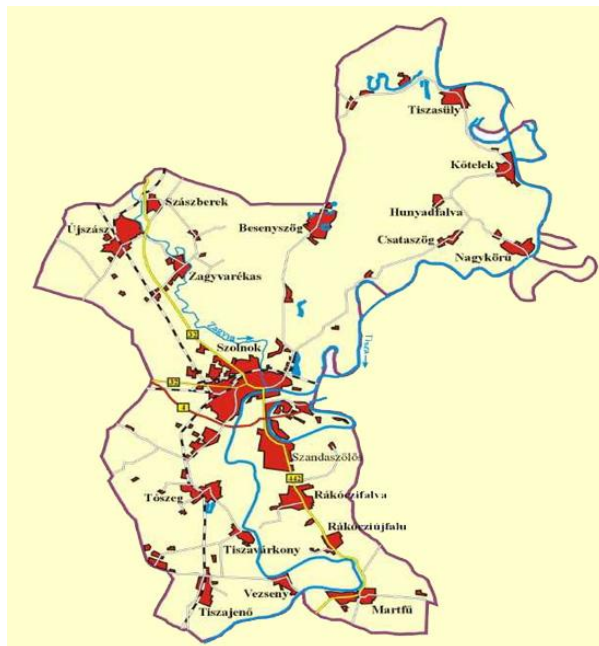 Tiszasüly
Kőtelek
Szászberek
Hunyadfalva
Újszász
Besenyszög
Csataszög
Nagykörű
Zagyvarékas
Zagyva
32
Szolnok
Tisza
32
4
Szandaszőlős
442
Tószeg
Rákóczifalva
Rákócziújfalu
Tiszavárkony
Vezseny
Tiszajenő
Martfű